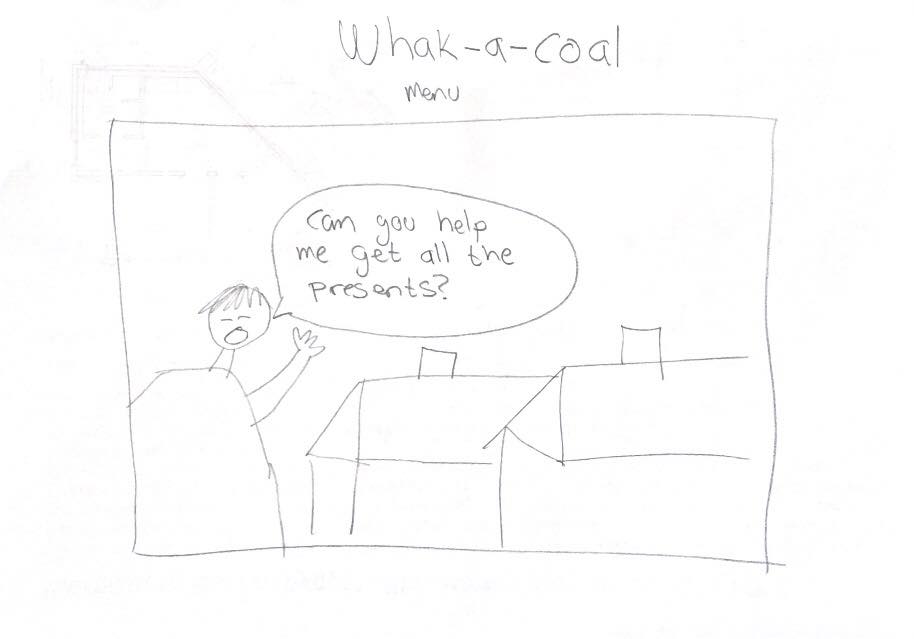 Whak-a-coal
Menu
Can you help
me get all the
presents?